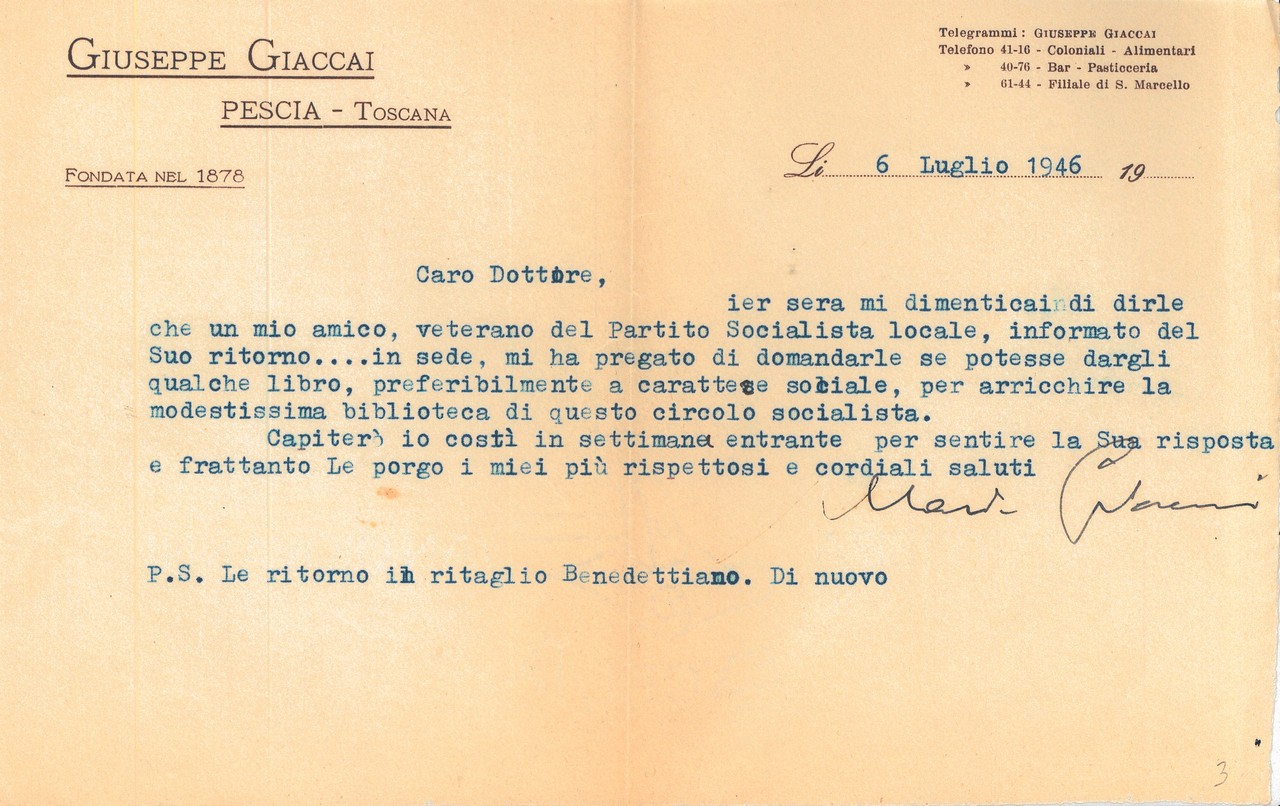 GIUSEPPE GIACCAI
PESCIA - TOSCANA
FONDATA NEL 1878
Telegrammi: GIUSEPPE GIACCAI
Telefono 41-16 - Coloniali - Alimentari
» 40-76 - Bar - Pasticceria
» 61-44 - Filiale di S. Marcello
Li 6 Luglio 1946 19
Caro Dottore,
ier sera mi dimenticai di dirle
che un mio amico, veterano del Partito Socialista locale, informato del
Suo ritorno....in sede, mi ha pregato di domandarle se potesse dargli
qualche libro, preferibilmente a carattese sociale, per arricchire la
modestissima biblioteca di questo circolo socialista.
Capiterò io costì in settimana entrante per sentire la Sua risposta
e frattanto Le porgo i miei più rispettosi e cordiali saluti
P.S. Le ritorno il ritaglio Benedettiano. Di nuovo
3